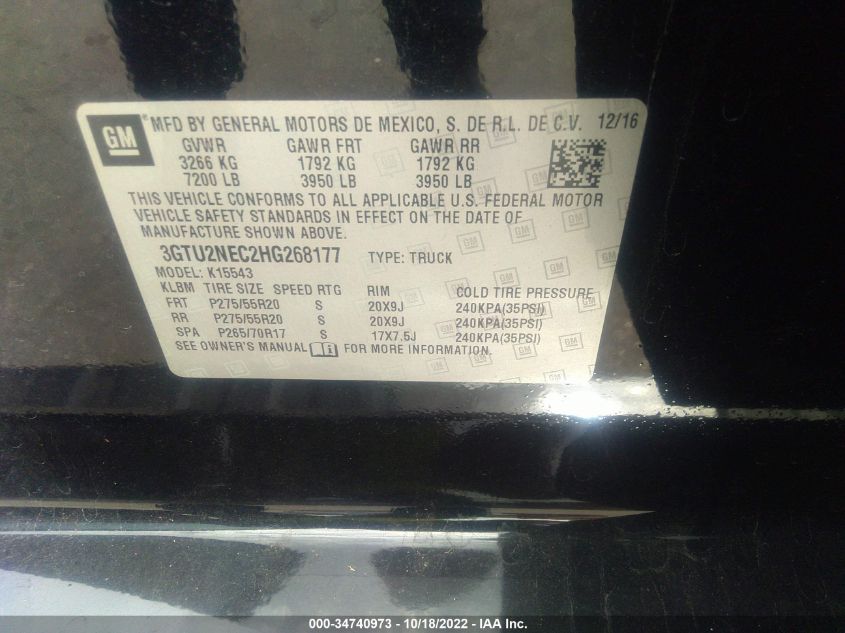 GM® MFD BY GENERAL MOTORS DE MEXICO, S. DE R.L. DE C.V. 12/16
GVWR GAWR FRT GAWR RR
3266 KG 1792 KG 1792 KG
7200 LB 3950 LB 3950 LB
THIS VEHICLE CONFORMS TO ALL APPLICABLE U.S. FEDERAL MOTOR
VEHICLE SAFETY STANDARDS IN EFFECT ON THE DATE OF
MANUFACTURE SHOWN ABOVE.
3GTU2NEC2HG268177 TYPE: TRUCK
MODEL: K15543
KLBM TIRE SIZE SPEED RTG RIM COLD TIRE PRESSURE
FRT P275/55R20 S 20X9J 240KPA(35PSI)
RR P275/55R20 S 20X9J 240KPA(35PSI)
SPA P265/70R17 S 17X7.5J 240KPA(35PSI)
SEE OWNER'S MANUAL FOR MORE INFORMATION.
000-34740973 - 10/18/2022 - IAA Inc.